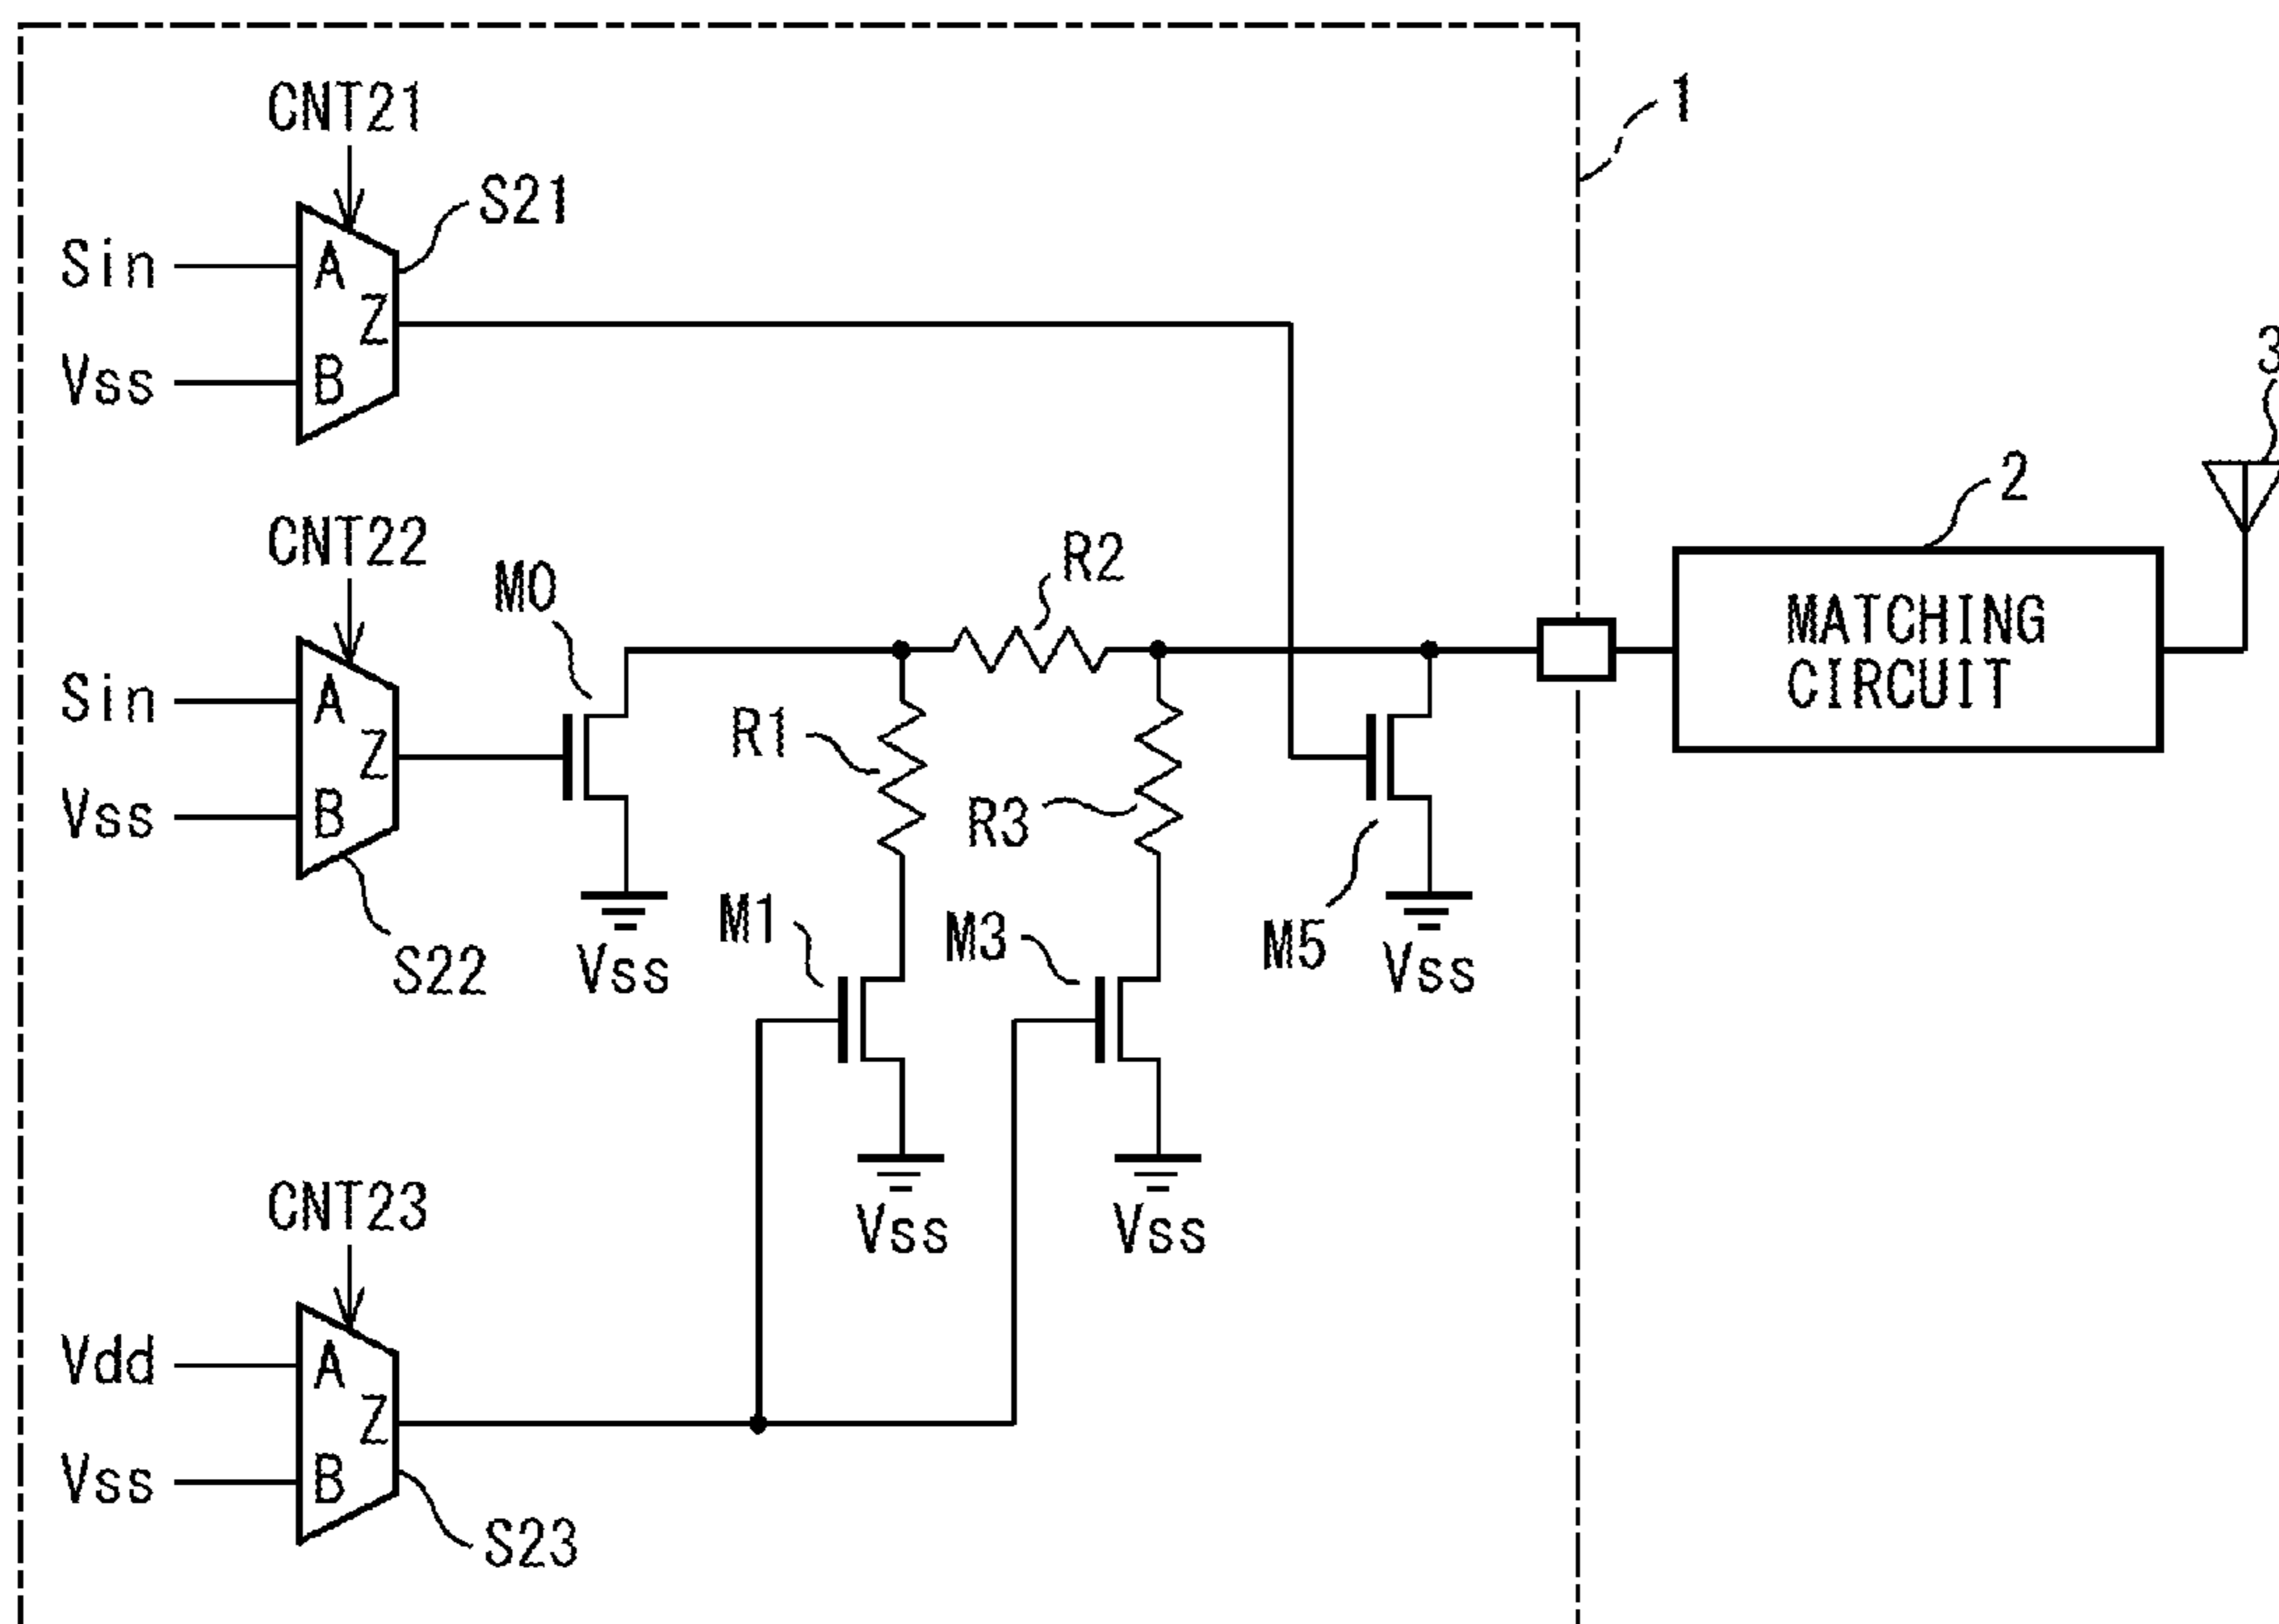 CNT21
1
S21
Sin
A
Z
Vss
B
3
2
CNT22
M0
R2
MATCHING
CIRCUIT
Sin
A
Z
R1
Vss
B
R3
M1
M3
M5
S22
Vss
Vss
CNT23
Vss
Vss
Vdd
A
Z
Vss
B
S23